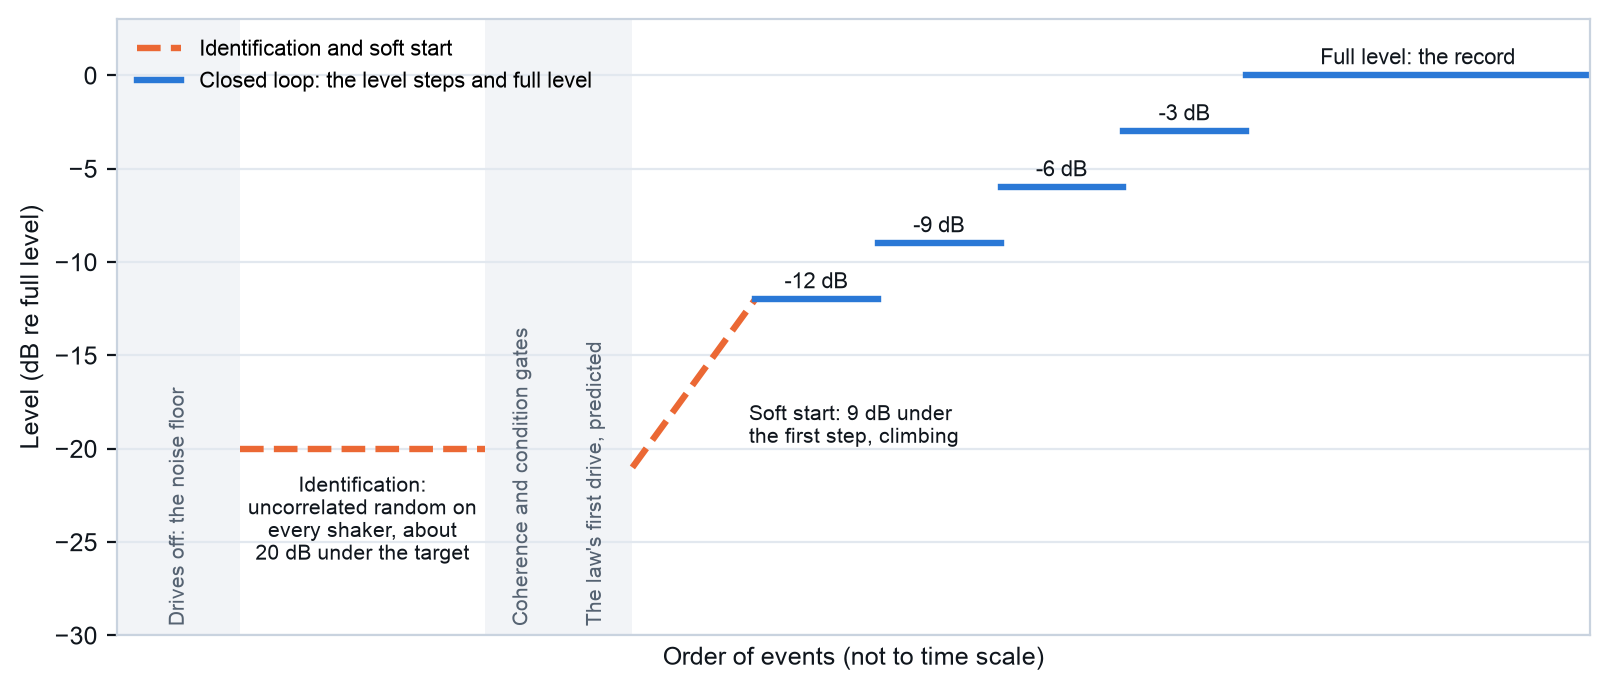 Identification and soft start
Closed loop: the level steps and full level
Full level: the record
-3 dB
-6 dB
-9 dB
-12 dB
Soft start: 9 dB under
the first step, climbing
Identification:
uncorrelated random on
every shaker, about
20 dB under the target
Drives off: the noise floor
Coherence and condition gates
The law's first drive, predicted
Level (dB re full level)
0
−5
−10
−15
−20
−25
−30
Order of events (not to time scale)